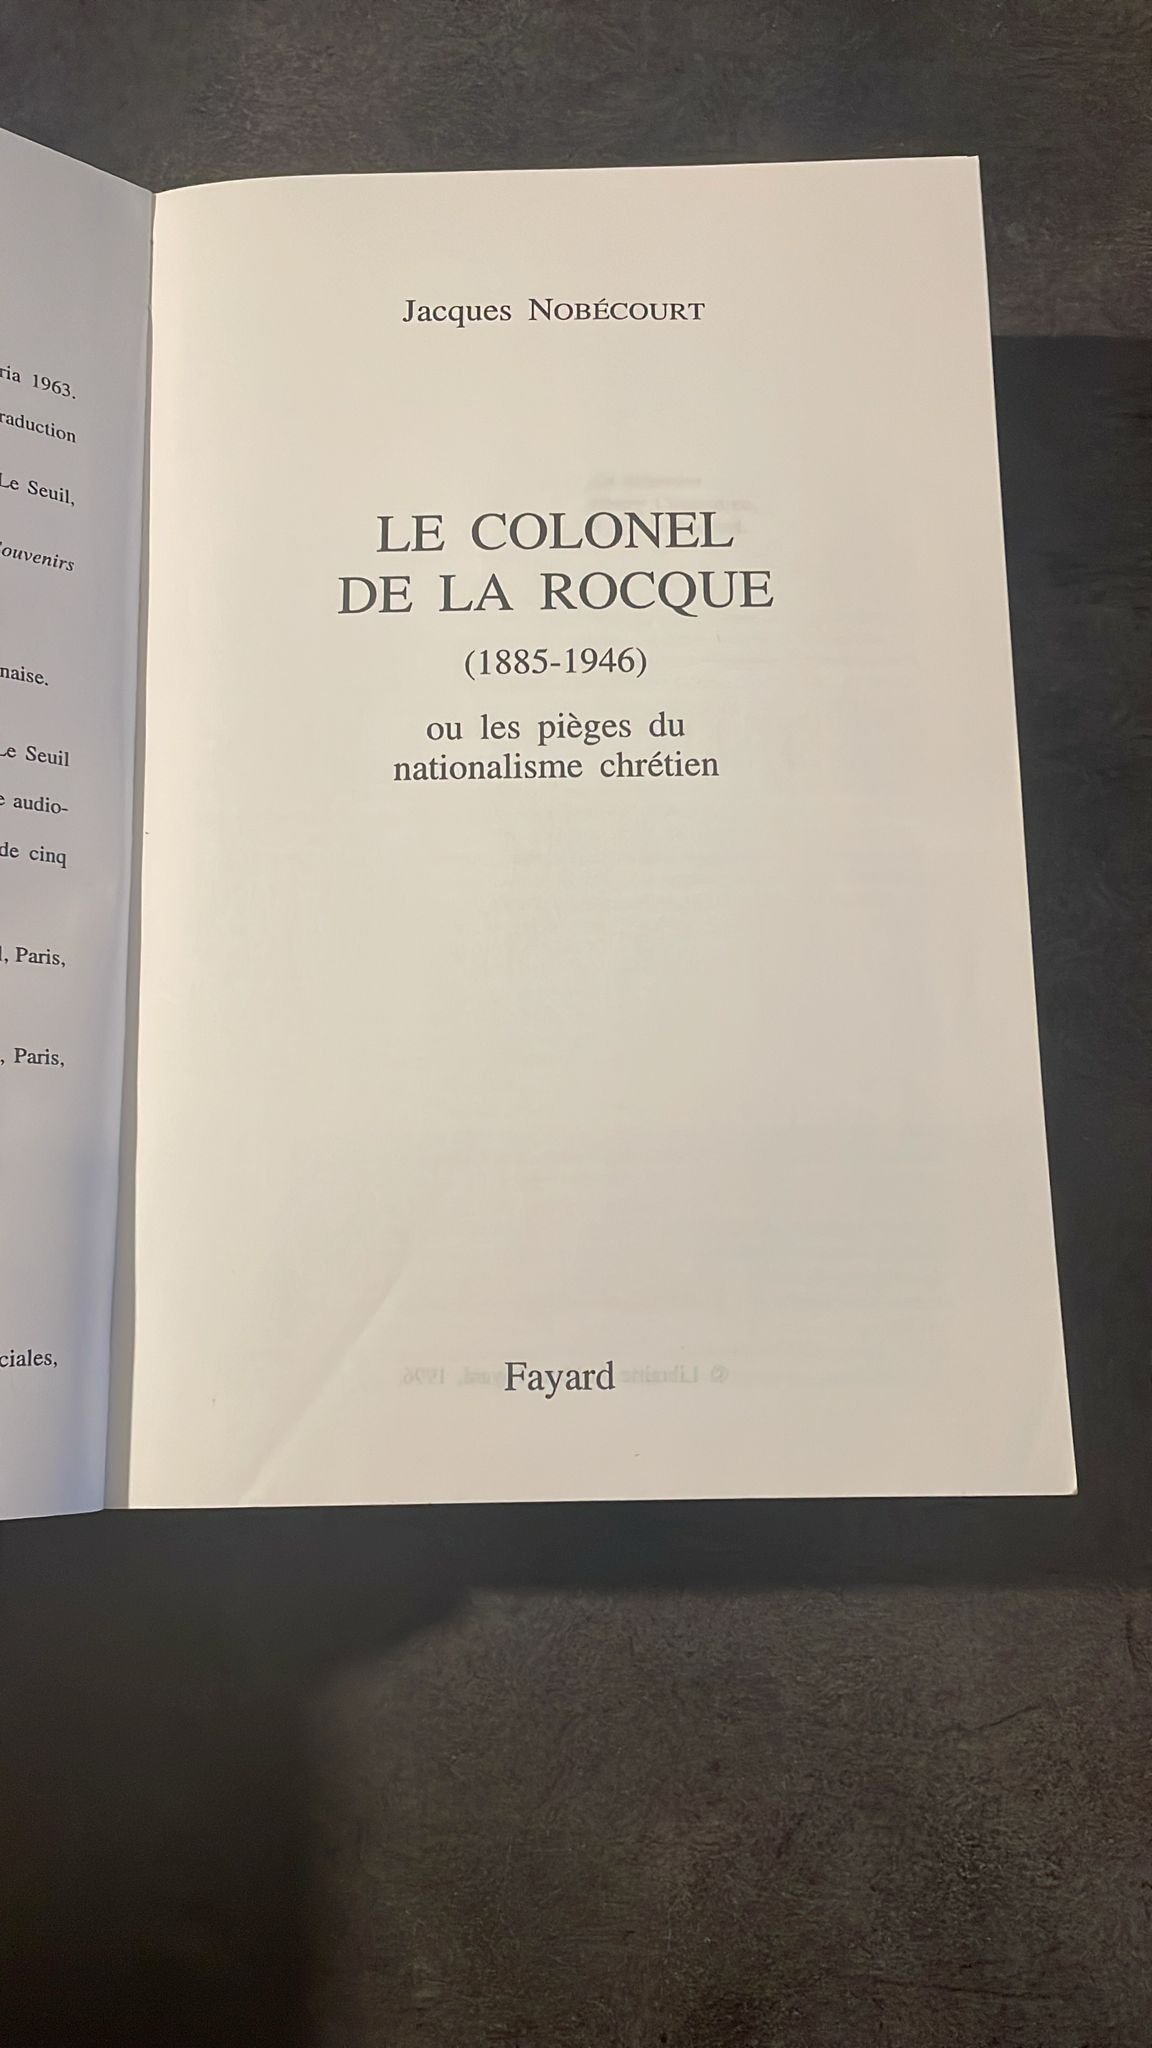 ria 1963.
raduction
Le Seuil,
ouvenirs
naise.
Le Seuil
audio-
de cinq
, Paris,
, Paris,
ciales,
Jacques NOBÉCOURT
LE COLONEL
DE LA ROCQUE
(1885-1946)
ou les pièges du
nationalisme chrétien
Fayard